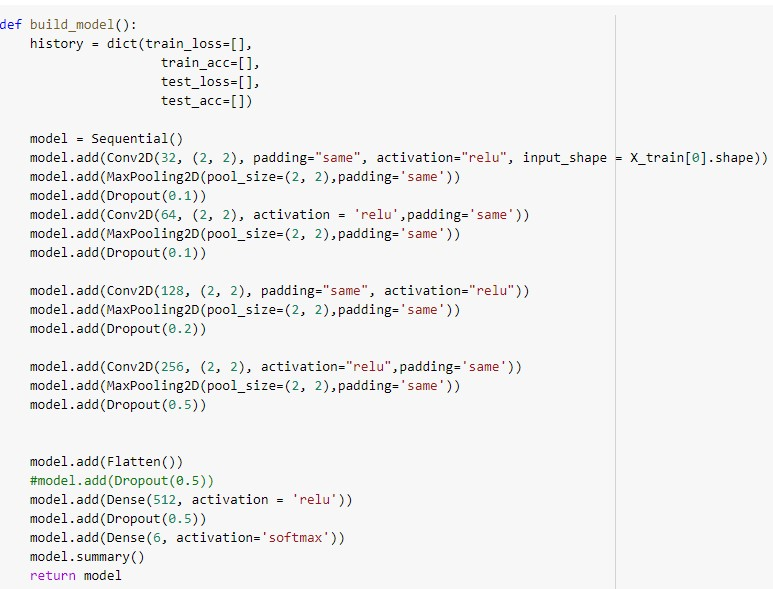 def build_model():
    history = dict(train_loss=[],
                   train_acc=[],
                   test_loss=[],
                   test_acc=[])

    model = Sequential()
    model.add(Conv2D(32, (2, 2), padding="same", activation="relu", input_shape = X_train[0].shape))
    model.add(MaxPooling2D(pool_size=(2, 2),padding='same'))
    model.add(Dropout(0.1))
    model.add(Conv2D(64, (2, 2), activation = 'relu',padding='same'))
    model.add(MaxPooling2D(pool_size=(2, 2),padding='same'))
    model.add(Dropout(0.1))

    model.add(Conv2D(128, (2, 2), padding="same", activation="relu"))
    model.add(MaxPooling2D(pool_size=(2, 2),padding='same'))
    model.add(Dropout(0.2))

    model.add(Conv2D(256, (2, 2), activation="relu",padding='same'))
    model.add(MaxPooling2D(pool_size=(2, 2),padding='same'))
    model.add(Dropout(0.5))


    model.add(Flatten())
    #model.add(Dropout(0.5))
    model.add(Dense(512, activation = 'relu'))
    model.add(Dropout(0.5))
    model.add(Dense(6, activation='softmax'))
    model.summary()
    return model